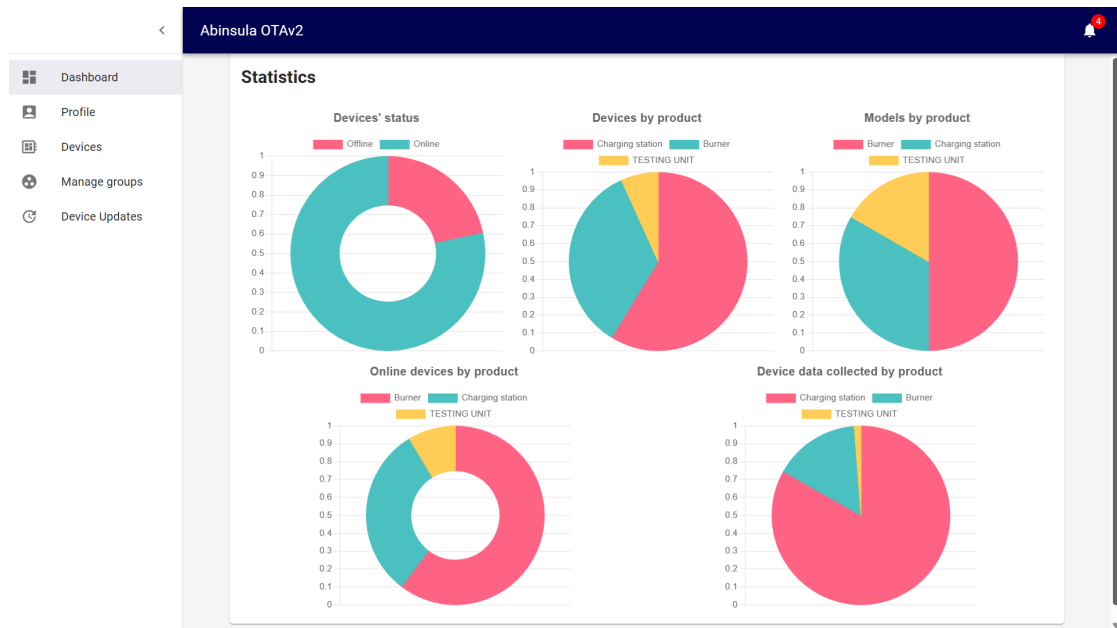 Abinsula OTAv2
4
Dashboard
Profile
Devices
Manage groups
Device Updates
Statistics
Devices' status
Offline Online
1
0.9
0.8
0.7
0.6
0.5
0.4
0.3
0.2
0.1
0
Devices by product
Charging station Burner
TESTING UNIT
1
0.9
0.8
0.7
0.6
0.5
0.4
0.3
0.2
0.1
0
Models by product
Burner Charging station
TESTING UNIT
1
0.9
0.8
0.7
0.6
0.5
0.4
0.3
0.2
0.1
0
Online devices by product
Burner Charging station
TESTING UNIT
1
0.9
0.8
0.7
0.6
0.5
0.4
0.3
0.2
0.1
0
Device data collected by product
Charging station Burner
TESTING UNIT
1
0.9
0.8
0.7
0.6
0.5
0.4
0.3
0.2
0.1
0